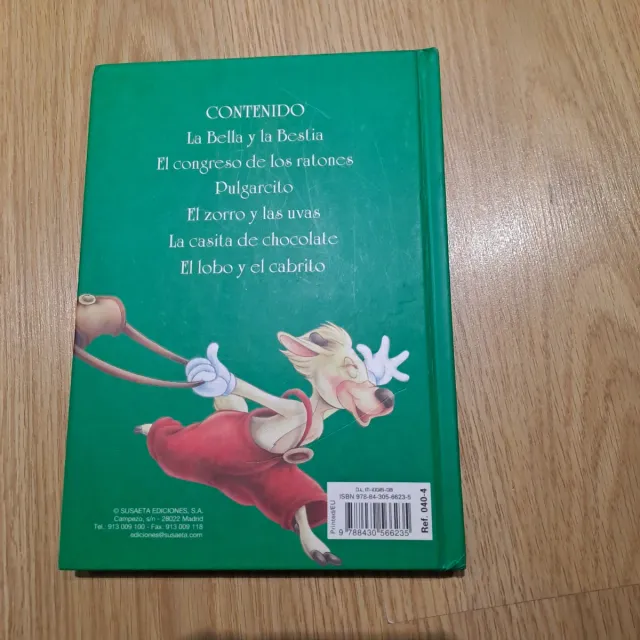 CONTENIDO
La Bella y la Bestia
El congreso de los ratones
Pulgarcito
El zorro y las uvas
La casita de chocolate
El lobo y el cabrito
© SUSAETA EDICIONES, S.A.
Campezo, s/n - 28022 Madrid
Tel. 913 009 100 - Fax 913 009 118
ediciones@susaeta.com
ISBN 978-84-305-6623-5
Printed/EU
9 788430 566235
Ref. 040-4